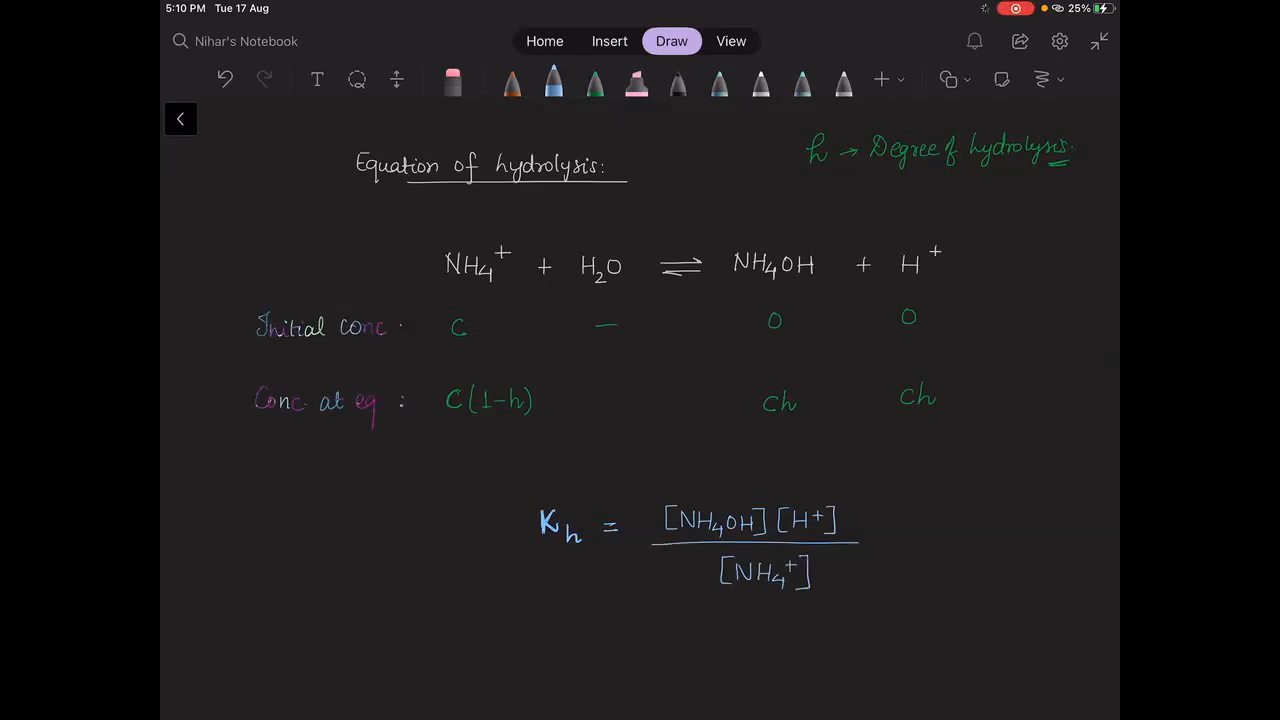 5:10 PM Tue 17 Aug 25%
Nihar's Notebook Home Insert Draw View
T
h → Degree of hydrolysis.
Equation of hydrolysis:
NH₄⁺ + H₂O ⇌ NH₄OH + H⁺
Initial conc. C — 0 0
Conc. at eq : C(1-h) Ch Ch
Kh = [NH₄OH][H⁺]
[NH₄⁺]